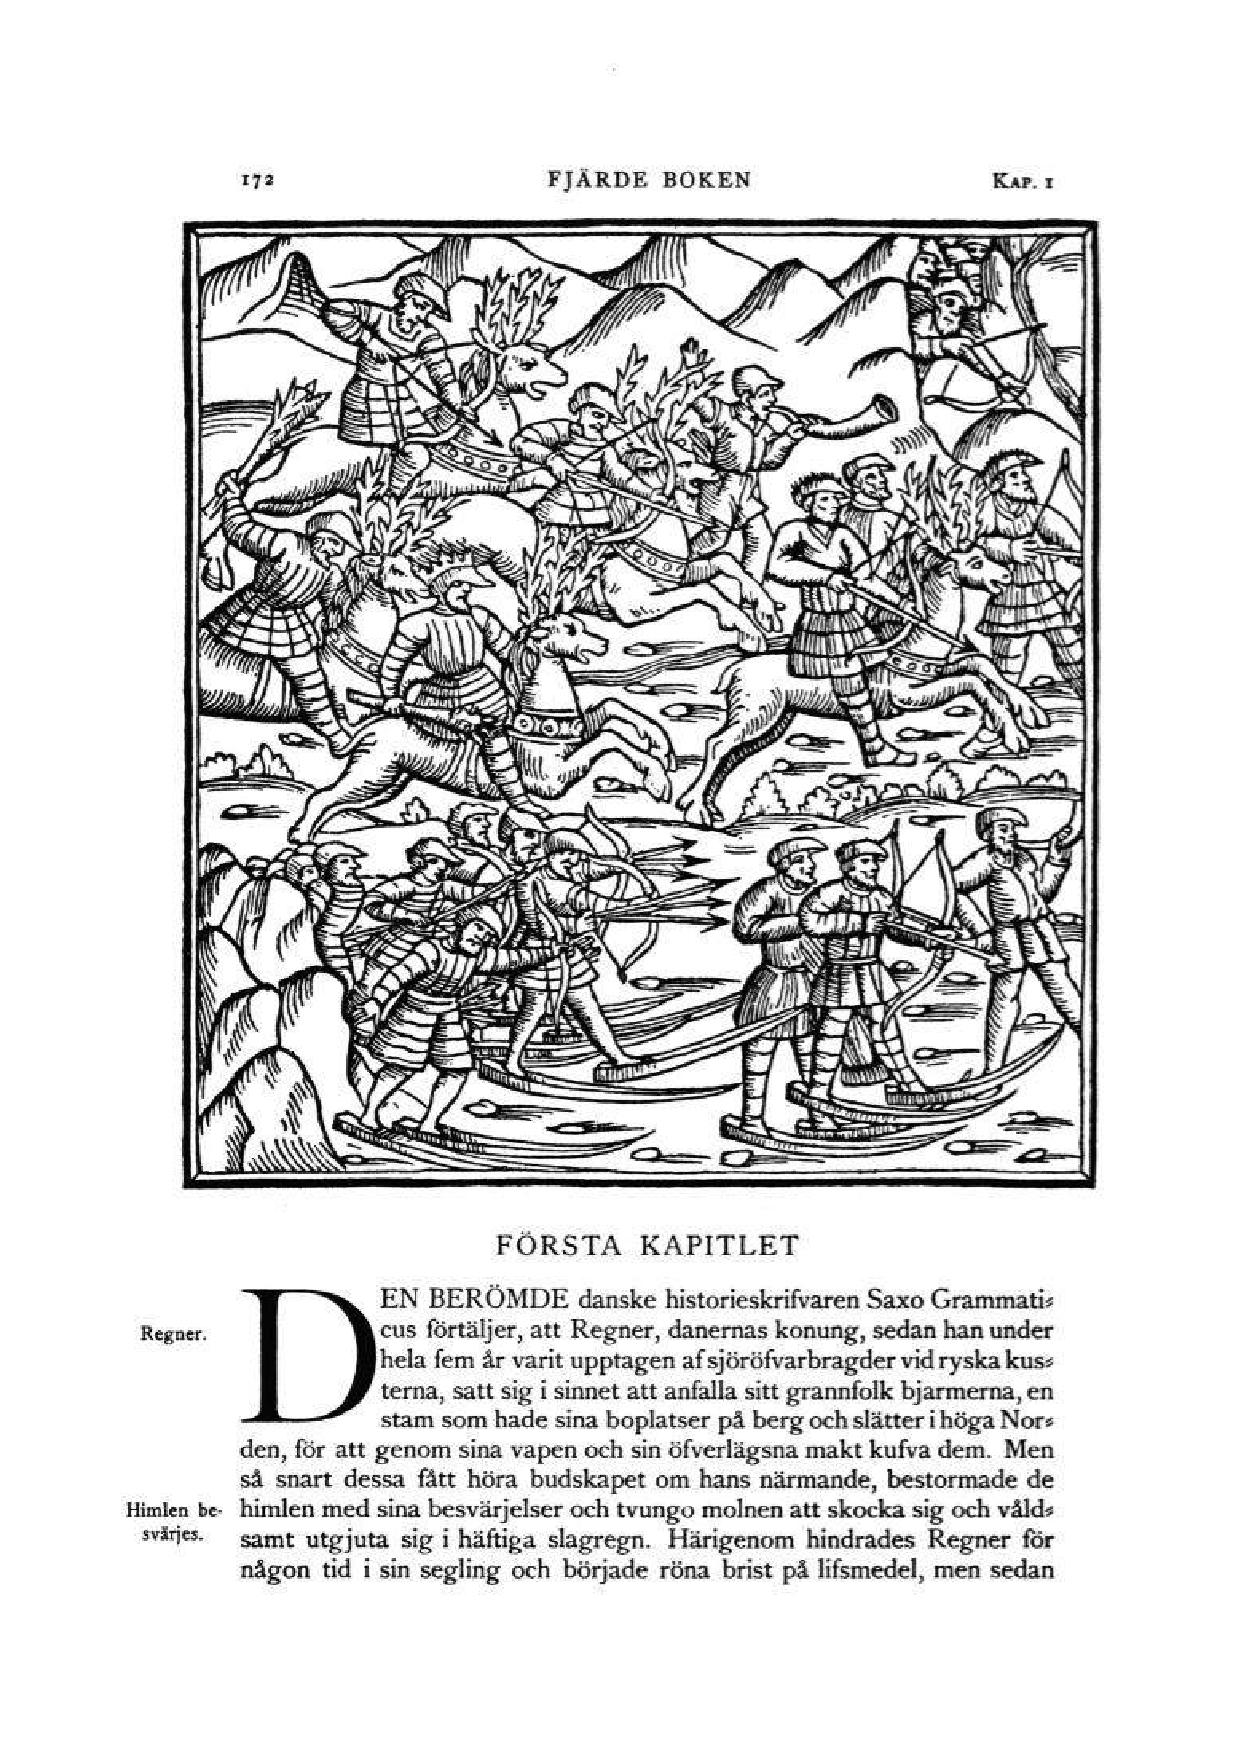 172 FJÄRDE BOKEN KAP. 1
FÖRSTA KAPITLET
DEN BERÖMDE danske historieskrifvaren Saxo Grammati-
Regner.
cus förtäljer, att Regner, danernas konung, sedan han under
hela fem år varit upptagen af sjöröfvarbragder vid ryska kus-
terna, satt sig i sinnet att anfalla sitt grannfolk bjarmerna, en
stam som hade sina boplatser på berg och slätter i höga Nor-
den, för att genom sina vapen och sin öfverlägsna makt kufva dem. Men
så snart dessa fått höra budskapet om hans närmande, bestormade de
Himlen be-
svärjes.
himlen med sina besvärjelser och tvungo molnen att skocka sig och våld-
samt utgjuta sig i häftiga slagregn. Härigenom hindrades Regner för
någon tid i sin segling och började röna brist på lifsmedel, men sedan